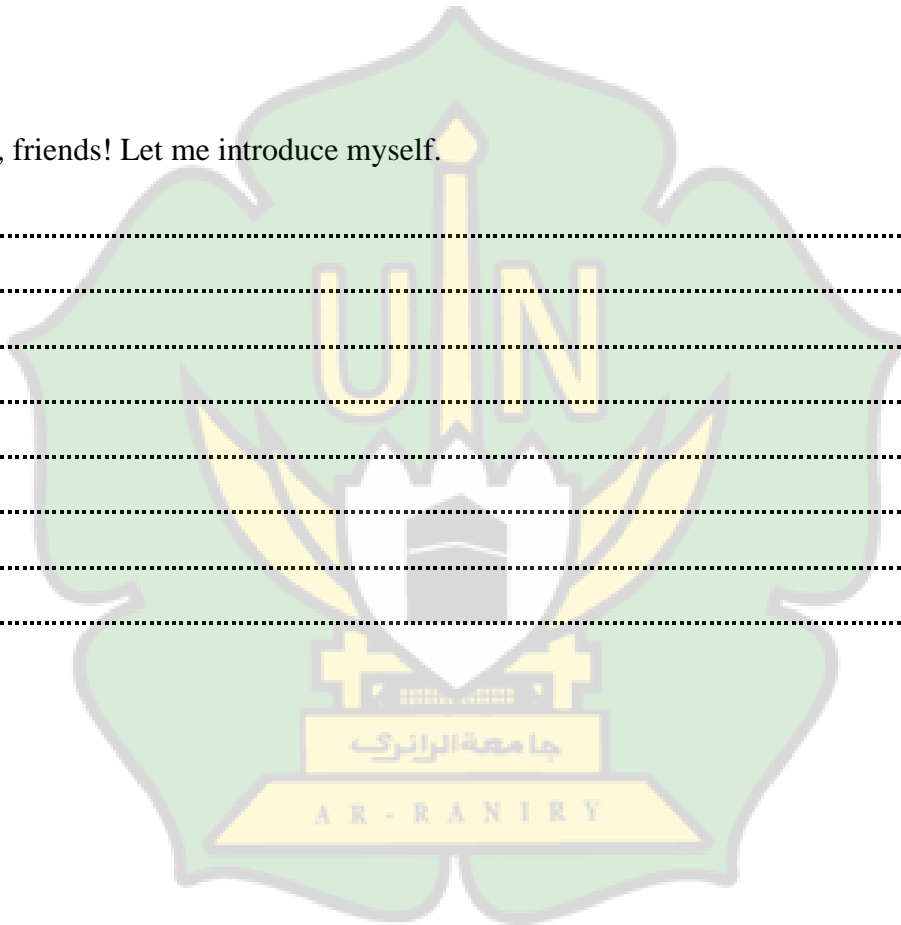 , friends! Let me introduce myself.
UIN
جامعة الرانري
AR-RANIRY